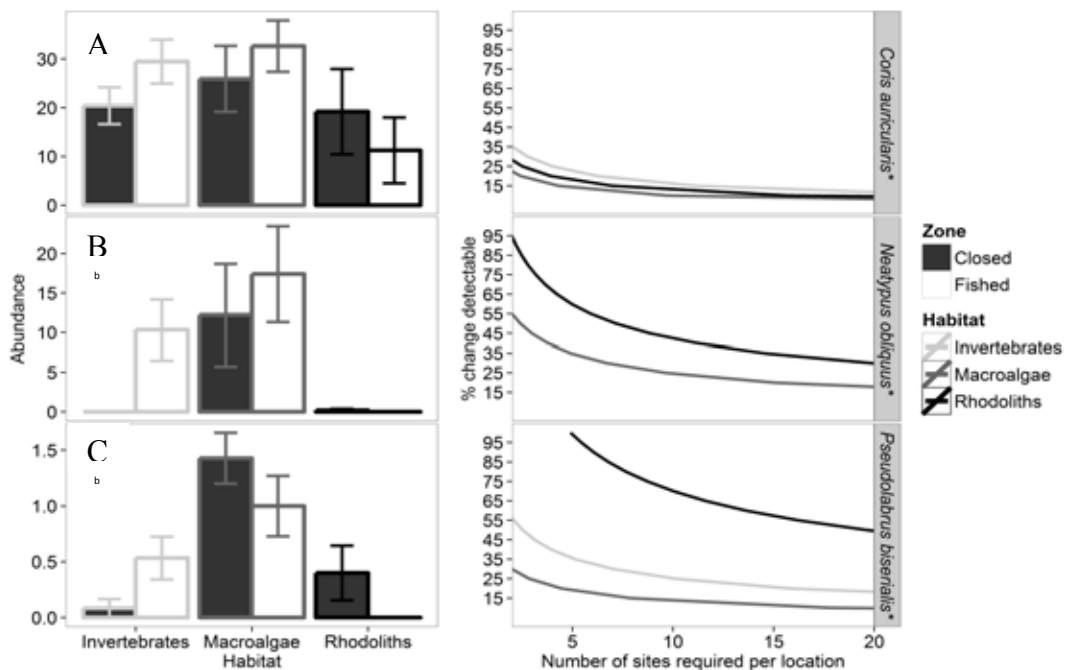 A
30
20
10
0
B
b
20
15
10
5
0
C
b
1.5
1.0
0.5
0.0
Abundance
Invertebrates Macroalgae Rhodoliths
Habitat
95
85
75
65
55
45
35
25
15
Coris auricularis*
95
85
75
65
55
45
35
25
15
Neatypus obliquus*
95
85
75
65
55
45
35
25
15
Pseudolabrus biserialis*
% change detectable
5 10 15 20
Number of sites required per location
Zone
Closed
Fished
Habitat
Invertebrates
Macroalgae
Rhodoliths